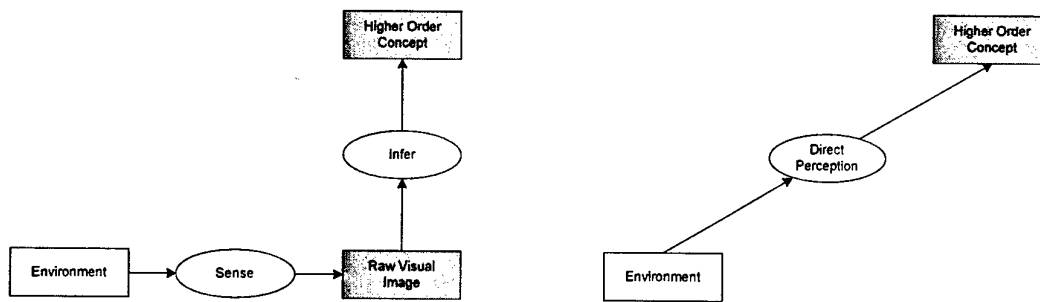 Higher Order
Concept
Infer
Environment
Sense
Raw Visual
Image
Higher Order
Concept
Direct
Perception
Environment